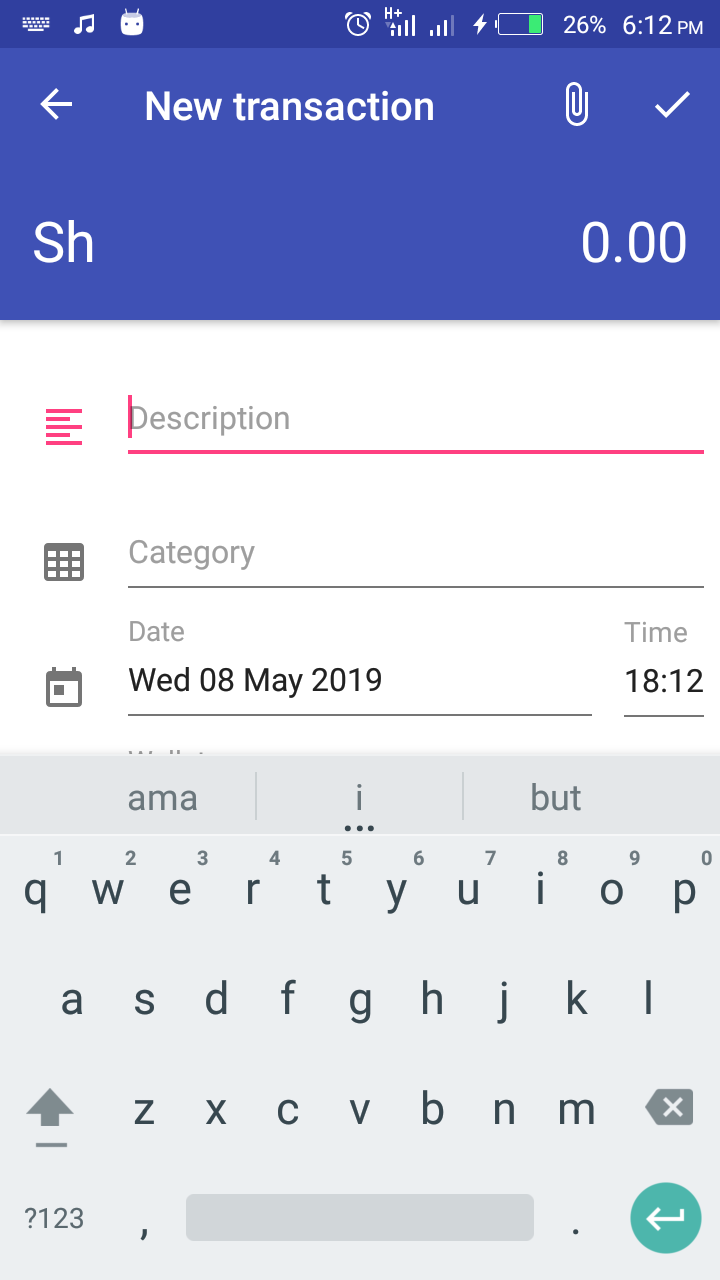 H+ 26% 6:12 PM
New transaction
Sh 0.00
Description
Category
Date Time
Wed 08 May 2019 18:12
ama i but
1 2 3 4 5 6 7 8 9 0
q w e r t y u i o p
a s d f g h j k l
z x c v b n m
?123 , .